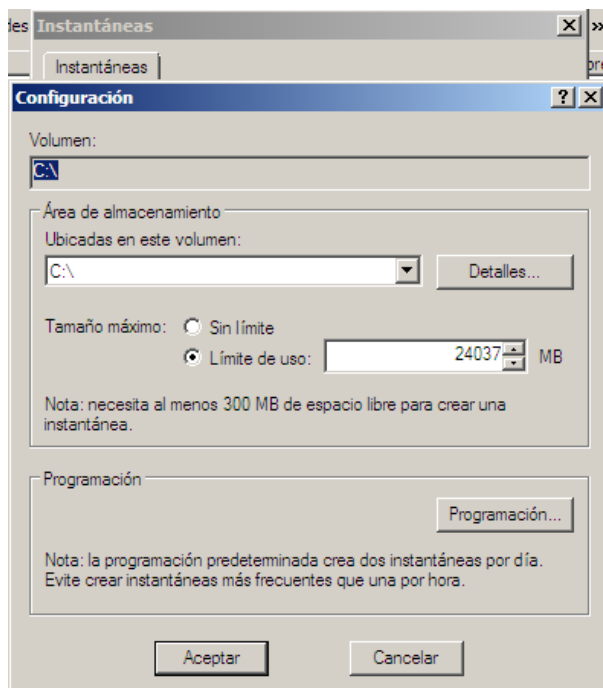 des Instantáneas »
Instantáneas
Configuración
Volumen:
C:\
Área de almacenamiento
Ubicadas en este volumen:
C:\ Detalles...
Tamaño máximo: Sin límite
Límite de uso: 24037 MB
Nota: necesita al menos 300 MB de espacio libre para crear una
instantánea.
Programación
Programación...
Nota: la programación predeterminada crea dos instantáneas por día.
Evite crear instantáneas más frecuentes que una por hora.
Aceptar Cancelar